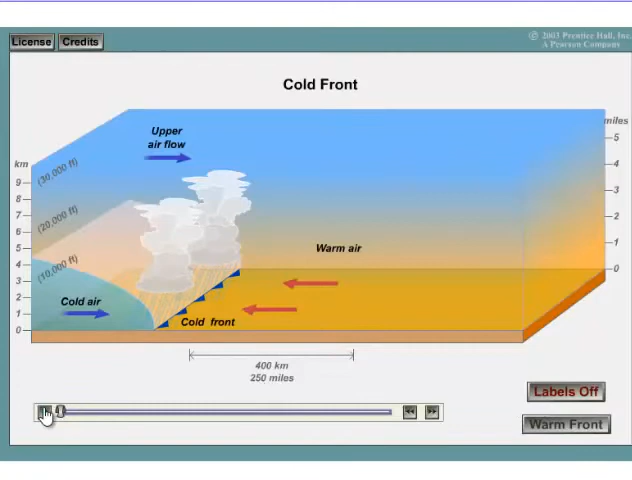 License Credits
© 2003 Prentice Hall, Inc.
A Pearson Company
Cold Front
Upper
air flow
miles
km
(30,000 ft)
(20,000 ft)
(10,000 ft)
9
8
7
6
5
4
3
2
1
0
5
4
3
2
1
0
Warm air
Cold air
Cold front
400 km
250 miles
Labels Off
Warm Front